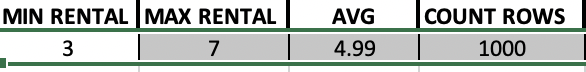 MIN RENTAL MAX RENTAL AVG COUNT ROWS
3 7 4.99 1000